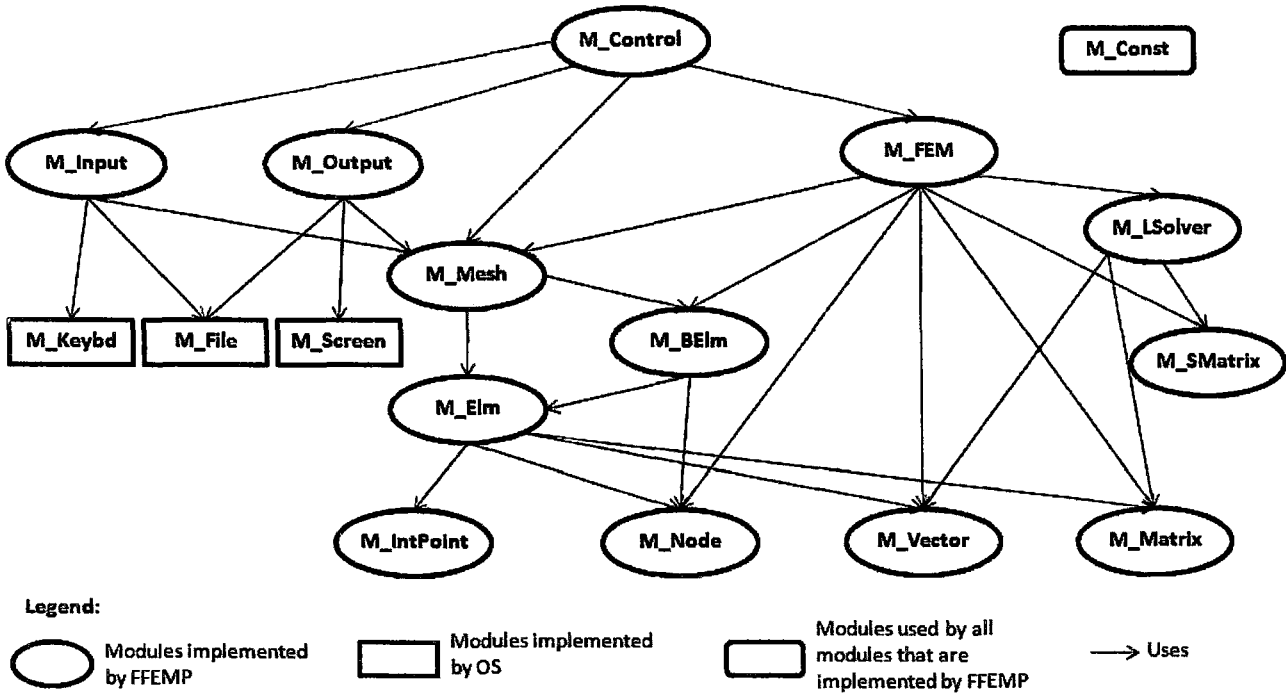 M_Control
M_Const
M_Input
M_Output
M_FEM
M_LSolver
M_Mesh
M_Keybd
M_File
M_Screen
M_BElm
M_SMatrix
M_Elm
M_IntPoint
M_Node
M_Vector
M_Matrix
Legend:
Modules implemented
by FFEMP
Modules implemented
by OS
Modules used by all
modules that are
implemented by FFEMP
Uses